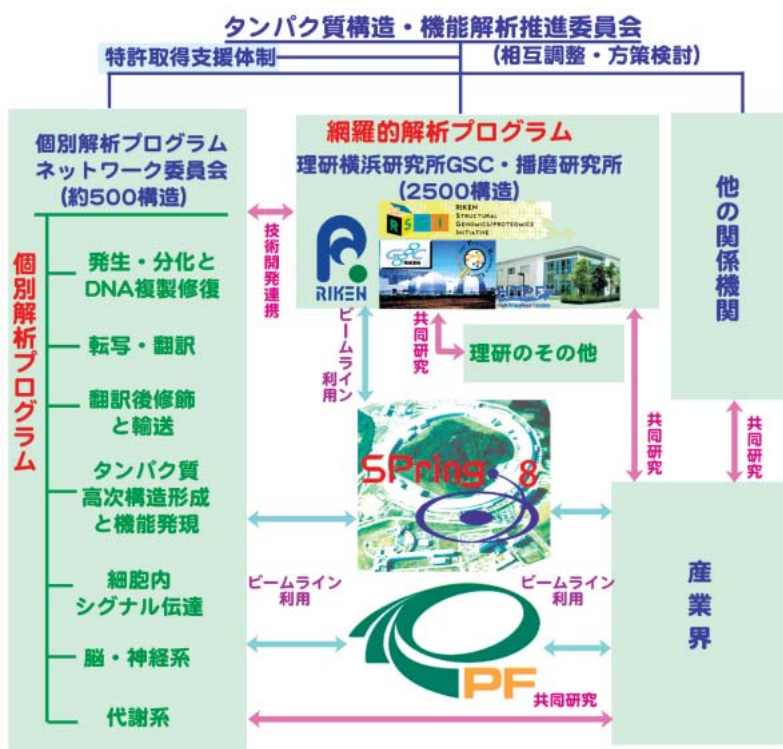 タンパク質構造・機能解析推進委員会
特許取得支援体制
(相互調整・方策検討)
個別解析プログラム
ネットワーク委員会
(約500構造)
個別解析プログラム
発生・分化と
DNA複製修復
転写・翻訳
翻訳後修飾
と輸送
タンパク質
高次構造形成
と機能発現
細胞内
シグナル伝達
脳・神経系
代謝系
技術開発連携
網羅的解析プログラム
理研横浜研究所GSC・播磨研究所
(2500構造)
RIKEN
RSGI
RIKEN
STRUCTURAL
GENOMICS/PROTEOMICS
INITIATIVE
ビームライン
利用
共同研究
理研のその他
共同研究
他の関係機関
共同研究
SPring.8
ビームライン
利用
ビームライン
利用
PF
共同研究
産業界